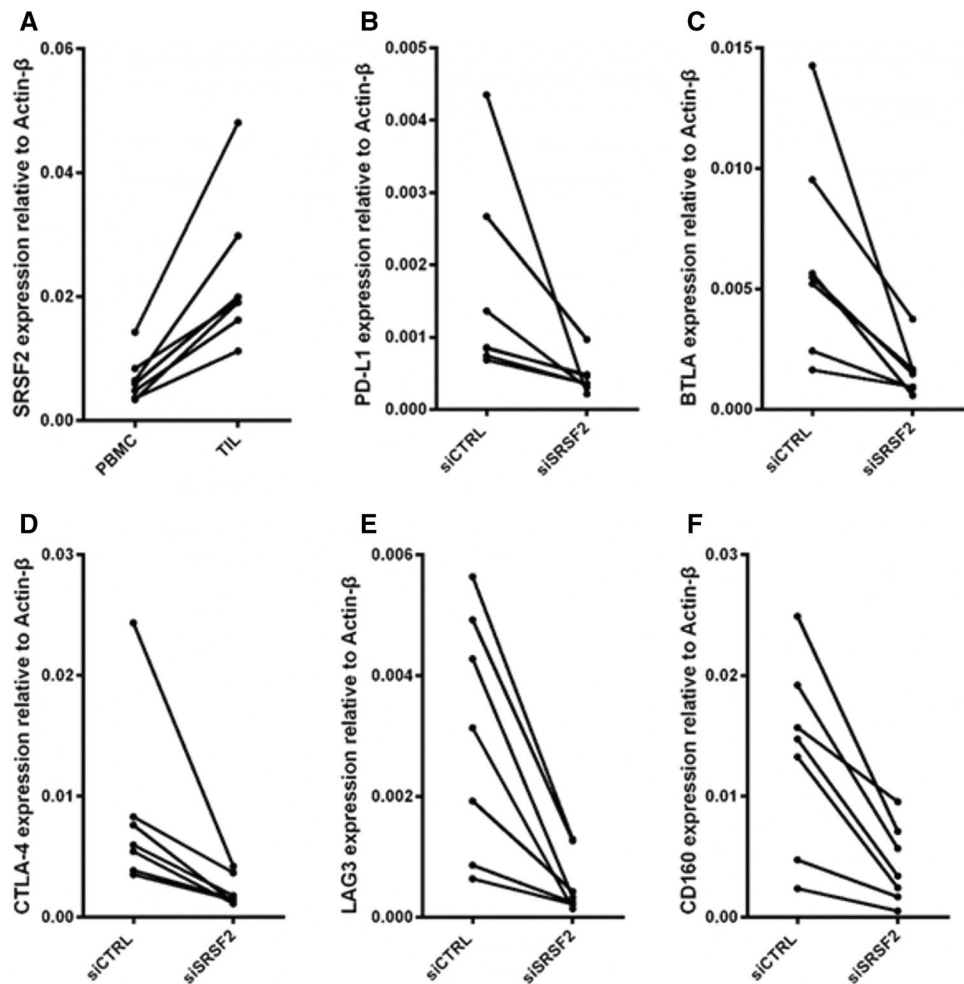 A
SRSF2 expression relative to Actin-β
0.06
0.04
0.02
0.00
PBMC
TIL
B
PD-L1 expression relative to Actin-β
0.005
0.004
0.003
0.002
0.001
0.000
siCTRL
siSRSF2
C
BTLA expression relative to Actin-β
0.015
0.010
0.005
0.000
siCTRL
siSRSF2
D
CTLA-4 expression relative to Actin-β
0.03
0.02
0.01
0.00
siCTRL
siSRSF2
E
LAG3 expression relative to Actin-β
0.006
0.004
0.002
0.000
siCTRL
siSRSF2
F
CD160 expression relative to Actin-β
0.03
0.02
0.01
0.00
siCTRL
siSRSF2